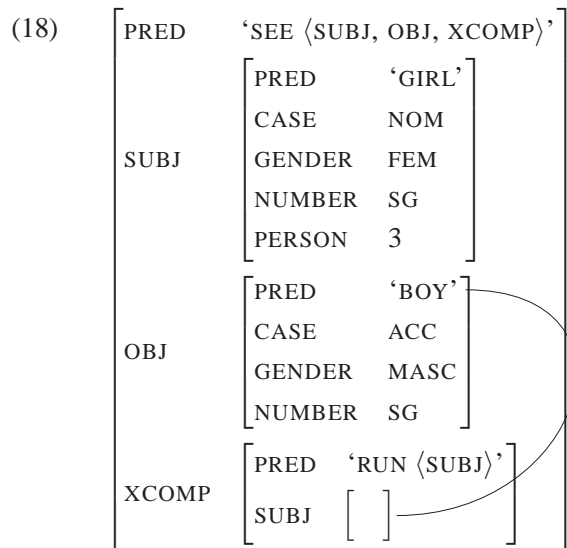 (18)
PRED ‘SEE ⟨SUBJ, OBJ, XCOMP⟩’
PRED ‘GIRL’
CASE NOM
SUBJ GENDER FEM
NUMBER SG
PERSON 3
PRED ‘BOY’
CASE ACC
OBJ
GENDER MASC
NUMBER SG
PRED ‘RUN ⟨SUBJ⟩’
XCOMP
SUBJ [ ]